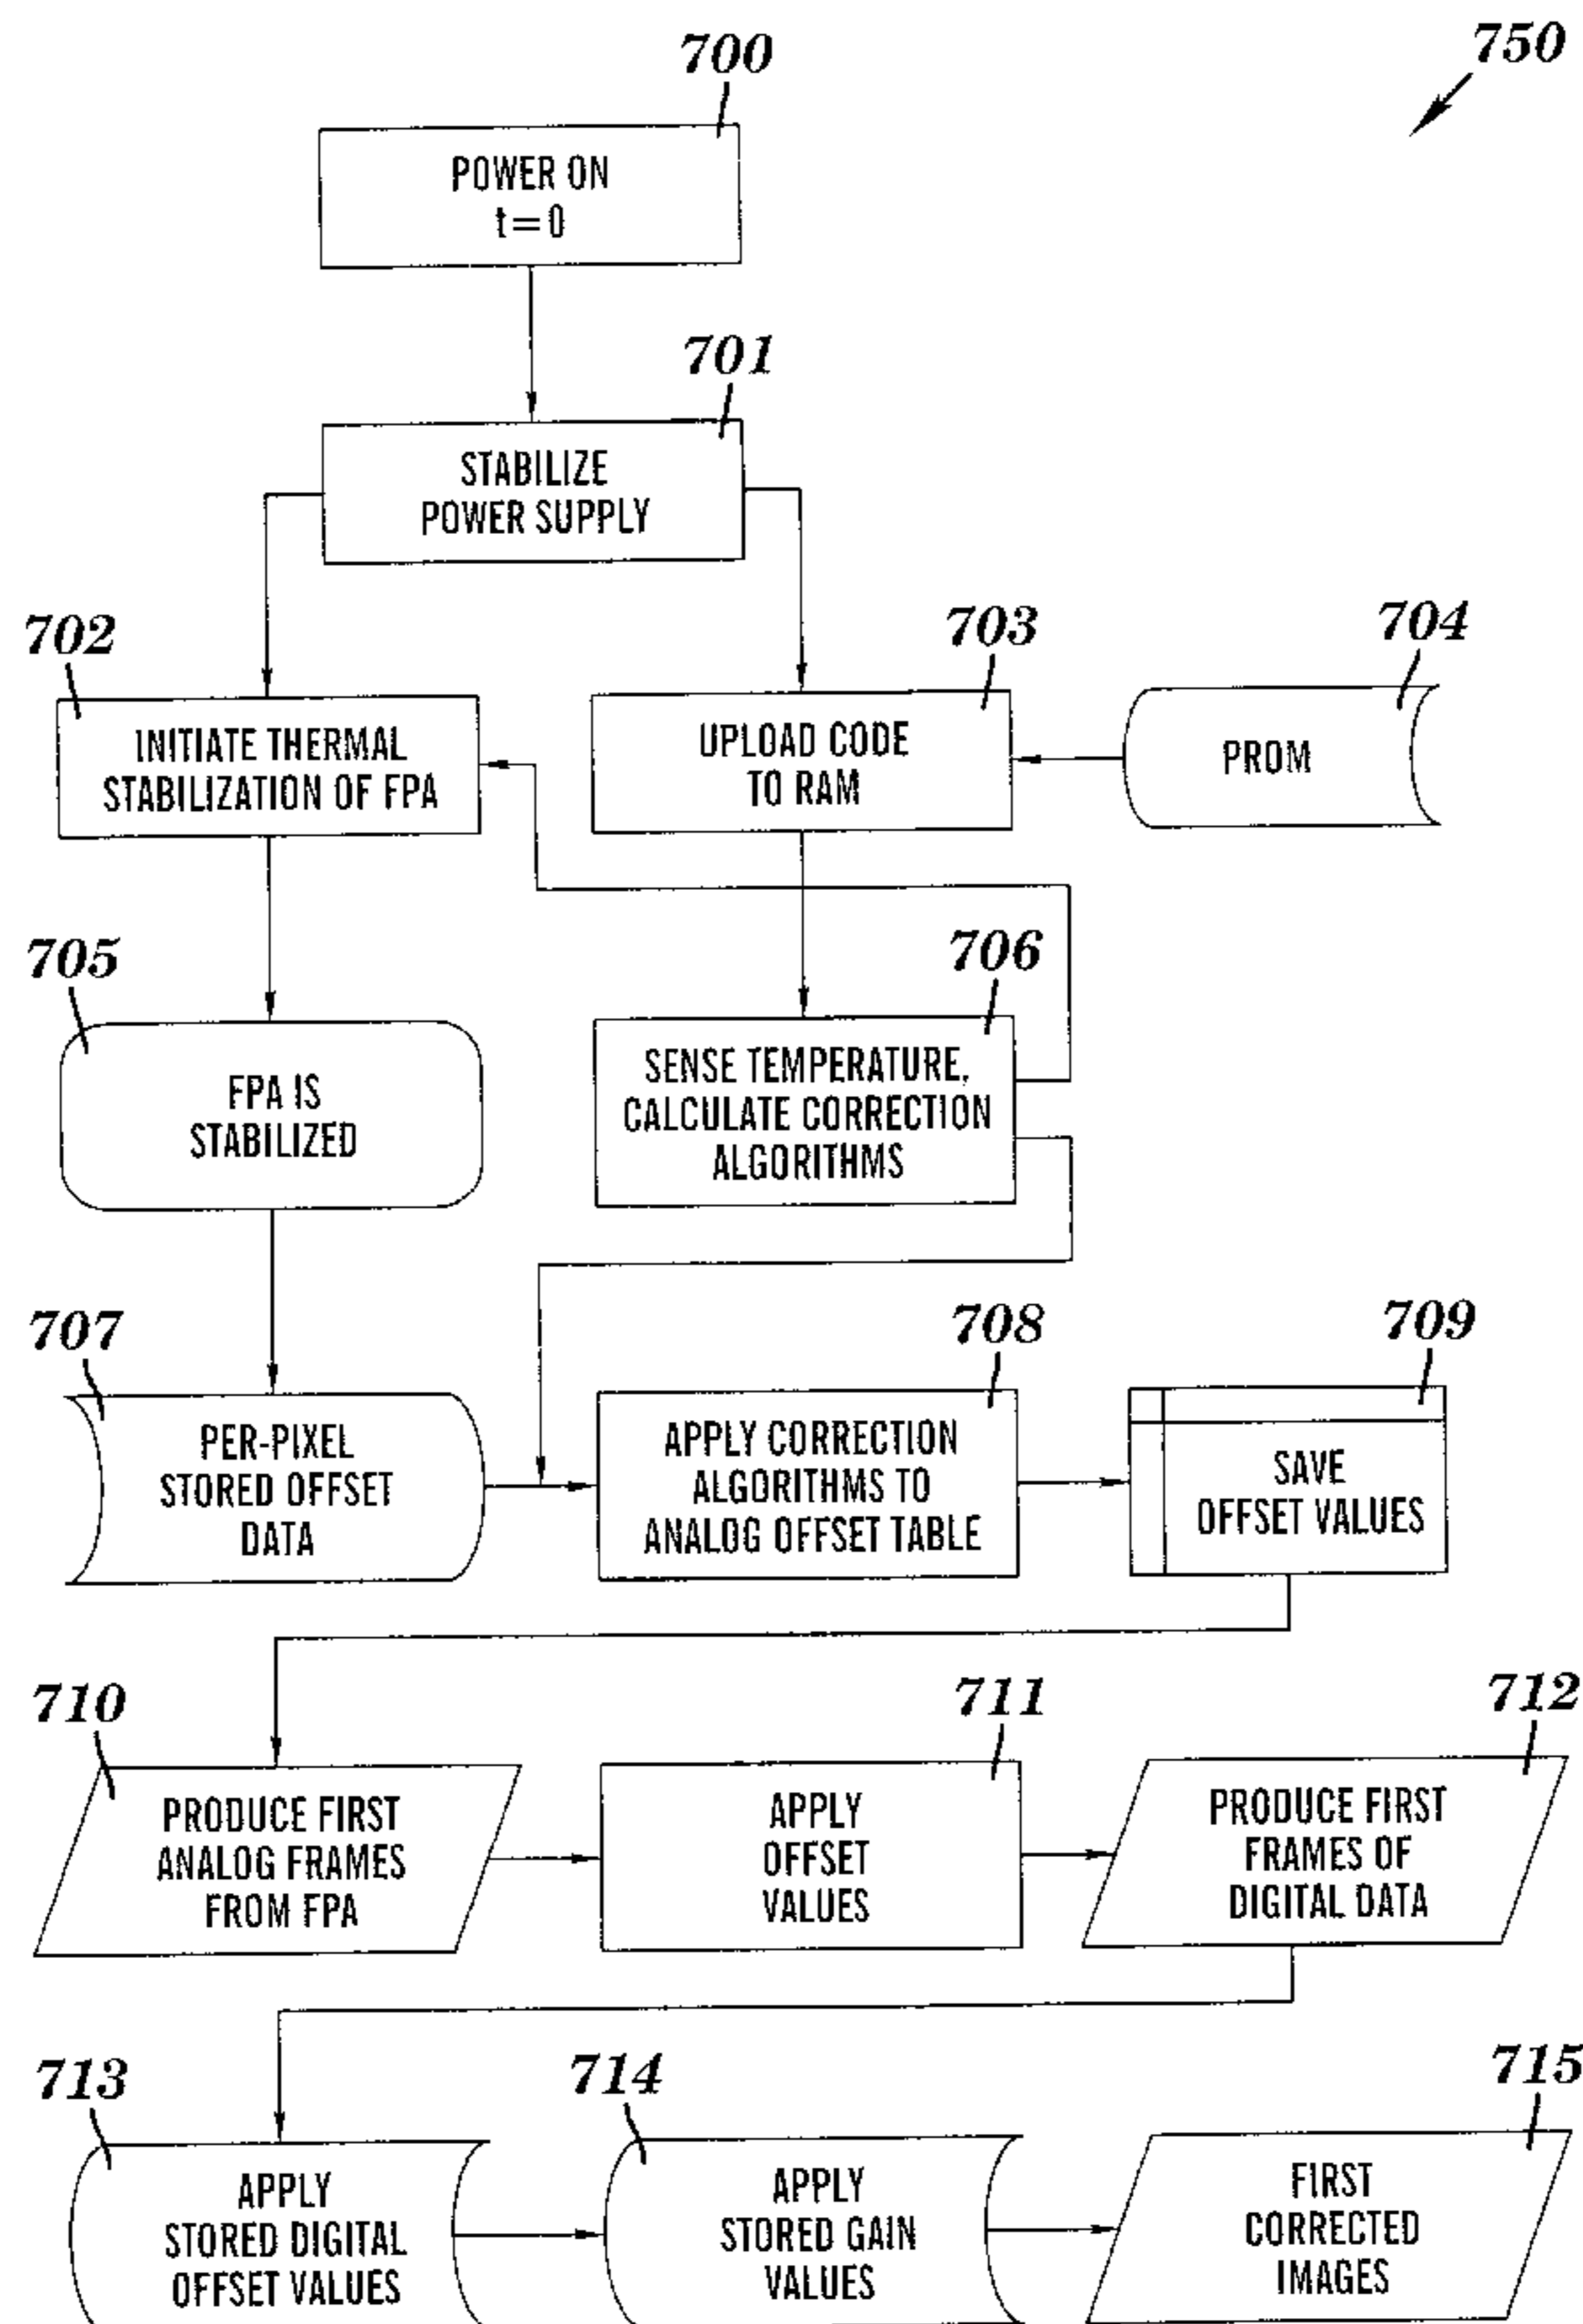 700
750
POWER ON
t=0
701
STABILIZE
POWER SUPPLY
702
703
704
INITIATE THERMAL
STABILIZATION OF FPA
UPLOAD CODE
TO RAM
PROM
705
706
FPA IS
STABILIZED
SENSE TEMPERATURE,
CALCULATE CORRECTION
ALGORITHMS
707
708
709
PER-PIXEL
STORED OFFSET
DATA
APPLY CORRECTION
ALGORITHMS TO
ANALOG OFFSET TABLE
SAVE
OFFSET VALUES
710
711
712
PRODUCE FIRST
ANALOG FRAMES
FROM FPA
APPLY
OFFSET
VALUES
PRODUCE FIRST
FRAMES OF
DIGITAL DATA
713
714
715
APPLY
STORED DIGITAL
OFFSET VALUES
APPLY
STORED GAIN
VALUES
FIRST
CORRECTED
IMAGES